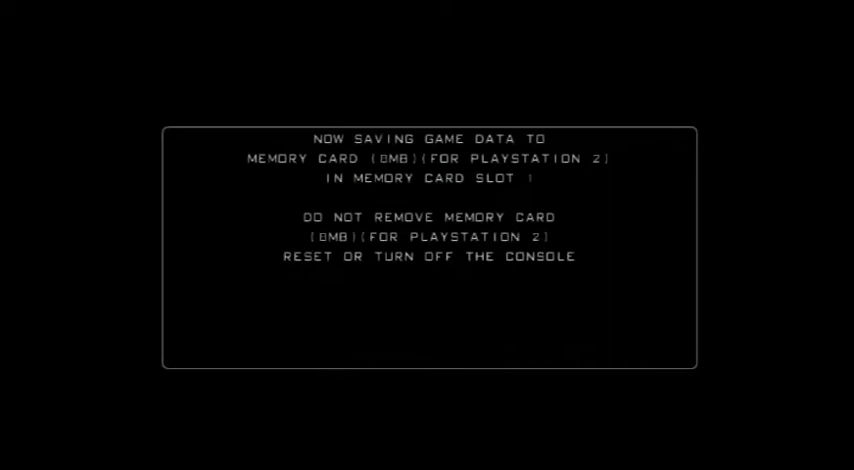 NOW SAVING GAME DATA TO
MEMORY CARD (8MB)(FOR PLAYSTATION 2)
IN MEMORY CARD SLOT 1
DO NOT REMOVE MEMORY CARD
(8MB)(FOR PLAYSTATION 2)
RESET OR TURN OFF THE CONSOLE